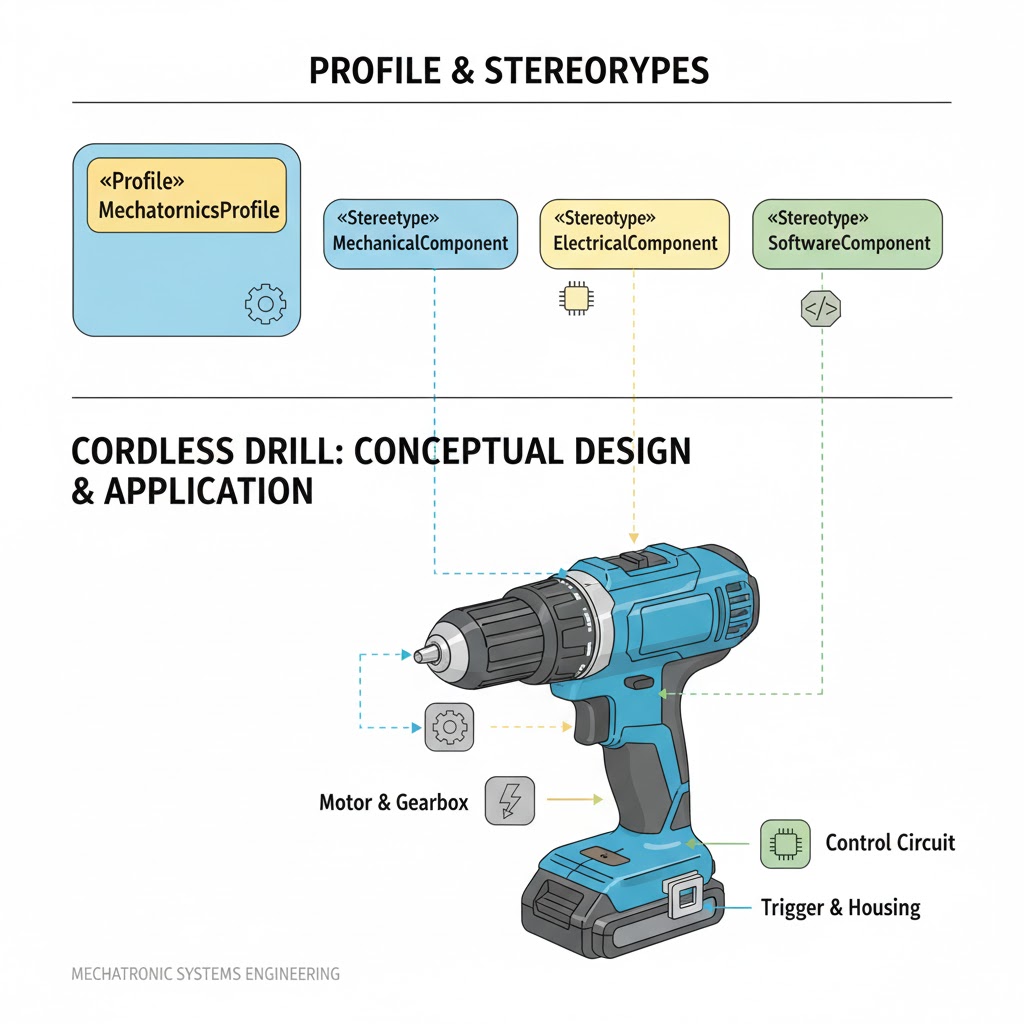 PROFILE & STEREORYPES
«Profile»
MechatornicsProfile
«Stereetype»
MechanicalComponent
«Stereotype»
ElectricalComponent
«Stereotype»
SoftwareComponent
</>
CORDLESS DRILL: CONCEPTUAL DESIGN
& APPLICATION
Motor & Gearbox
Control Circuit
Trigger & Housing
MECHATRONIC SYSTEMS ENGINEERING